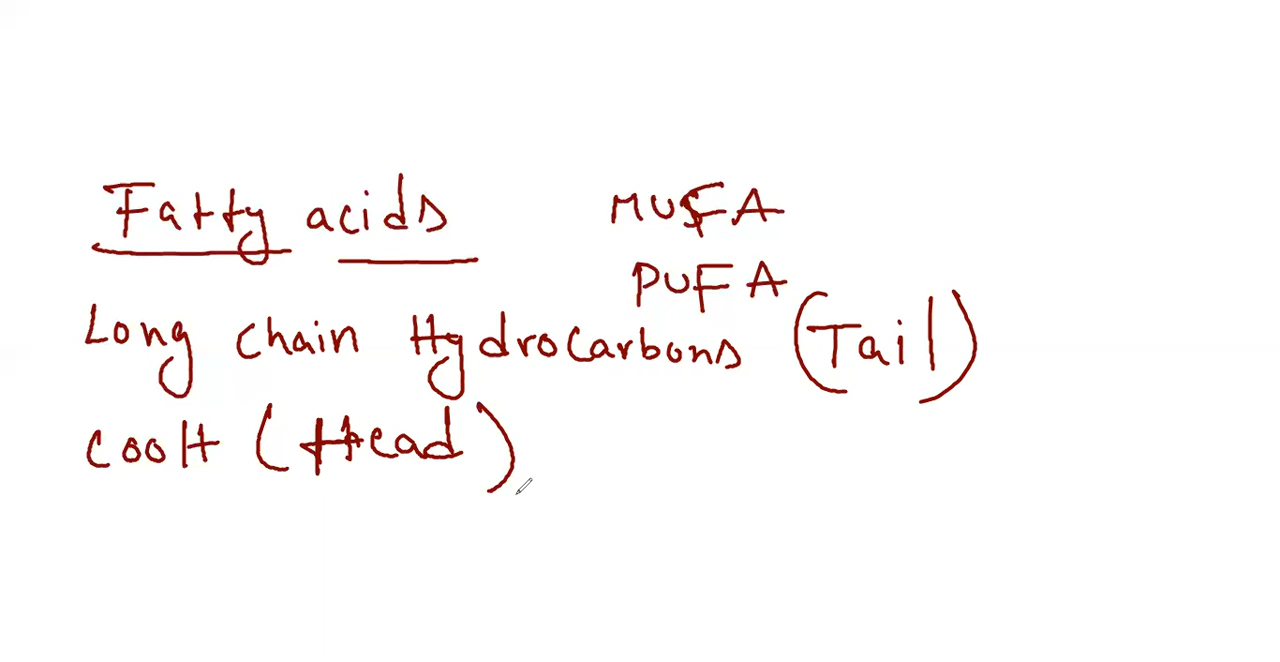 Fatty acids MUFA
PUFA
Long chain Hydrocarbons (Tail)
COOH (Head)